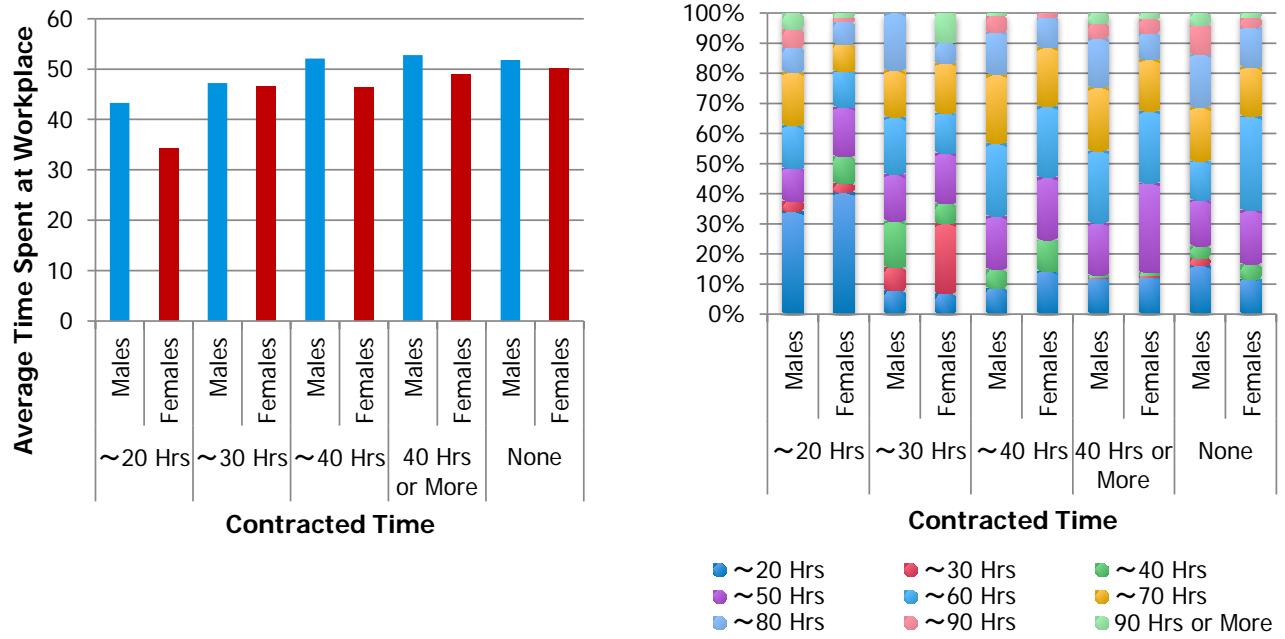 Average Time Spent at Workplace
60
50
40
30
20
10
0
Males
Females
Males
Females
Males
Females
Males
Females
Males
Females
～20 Hrs
～30 Hrs
～40 Hrs
40 Hrs
or More
None
Contracted Time
100%
90%
80%
70%
60%
50%
40%
30%
20%
10%
0%
Males
Females
Males
Females
Males
Females
Males
Females
Males
Females
～20 Hrs
～30 Hrs
～40 Hrs
40 Hrs or
More
None
Contracted Time
～20 Hrs ～30 Hrs ～40 Hrs
～50 Hrs ～60 Hrs ～70 Hrs
～80 Hrs ～90 Hrs 90 Hrs or More